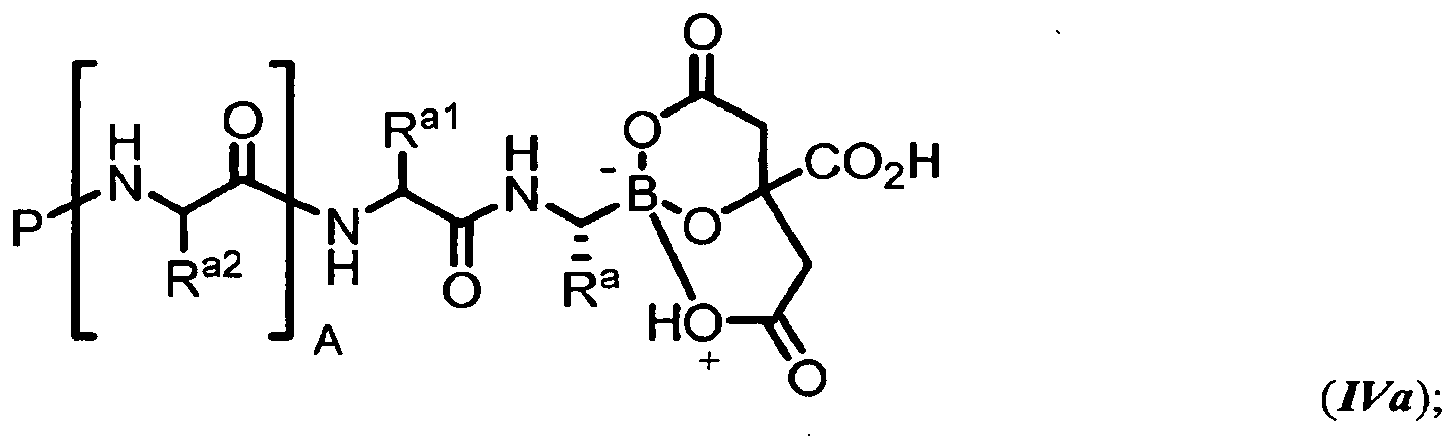 O
H
N
O
R^a1
H
N
O
B
-
CO₂H
P
R^a2
N
H
O
R^a
O
HO
+
O
A
(IVa);